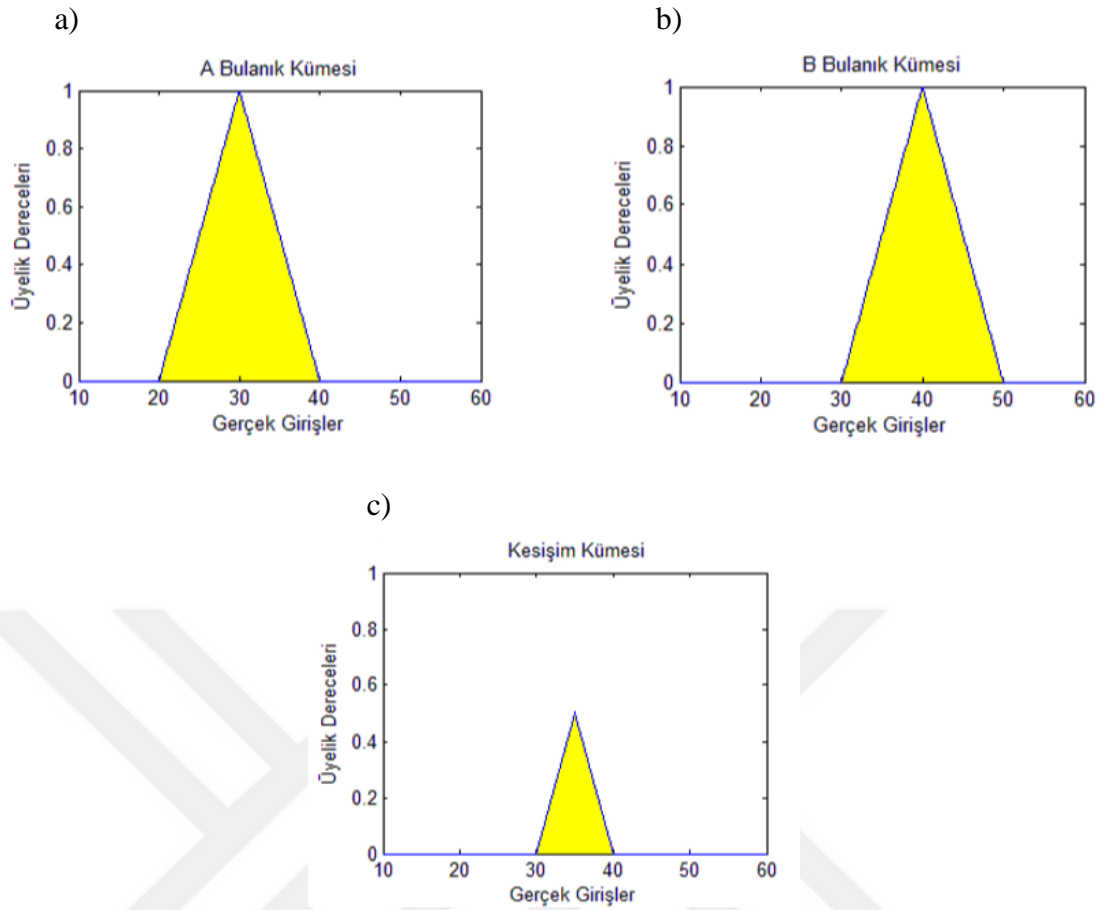 a)
b)
A Bulanık Kümesi
1
0.8
0.6
0.4
0.2
0
Üyelik Dereceleri
10 20 30 40 50 60
Gerçek Girişler
B Bulanık Kümesi
1
0.8
0.6
0.4
0.2
0
Üyelik Dereceleri
10 20 30 40 50 60
Gerçek Girişler
c)
Kesişim Kümesi
1
0.8
0.6
0.4
0.2
0
Üyelik Dereceleri
10 20 30 40 50 60
Gerçek Girişler